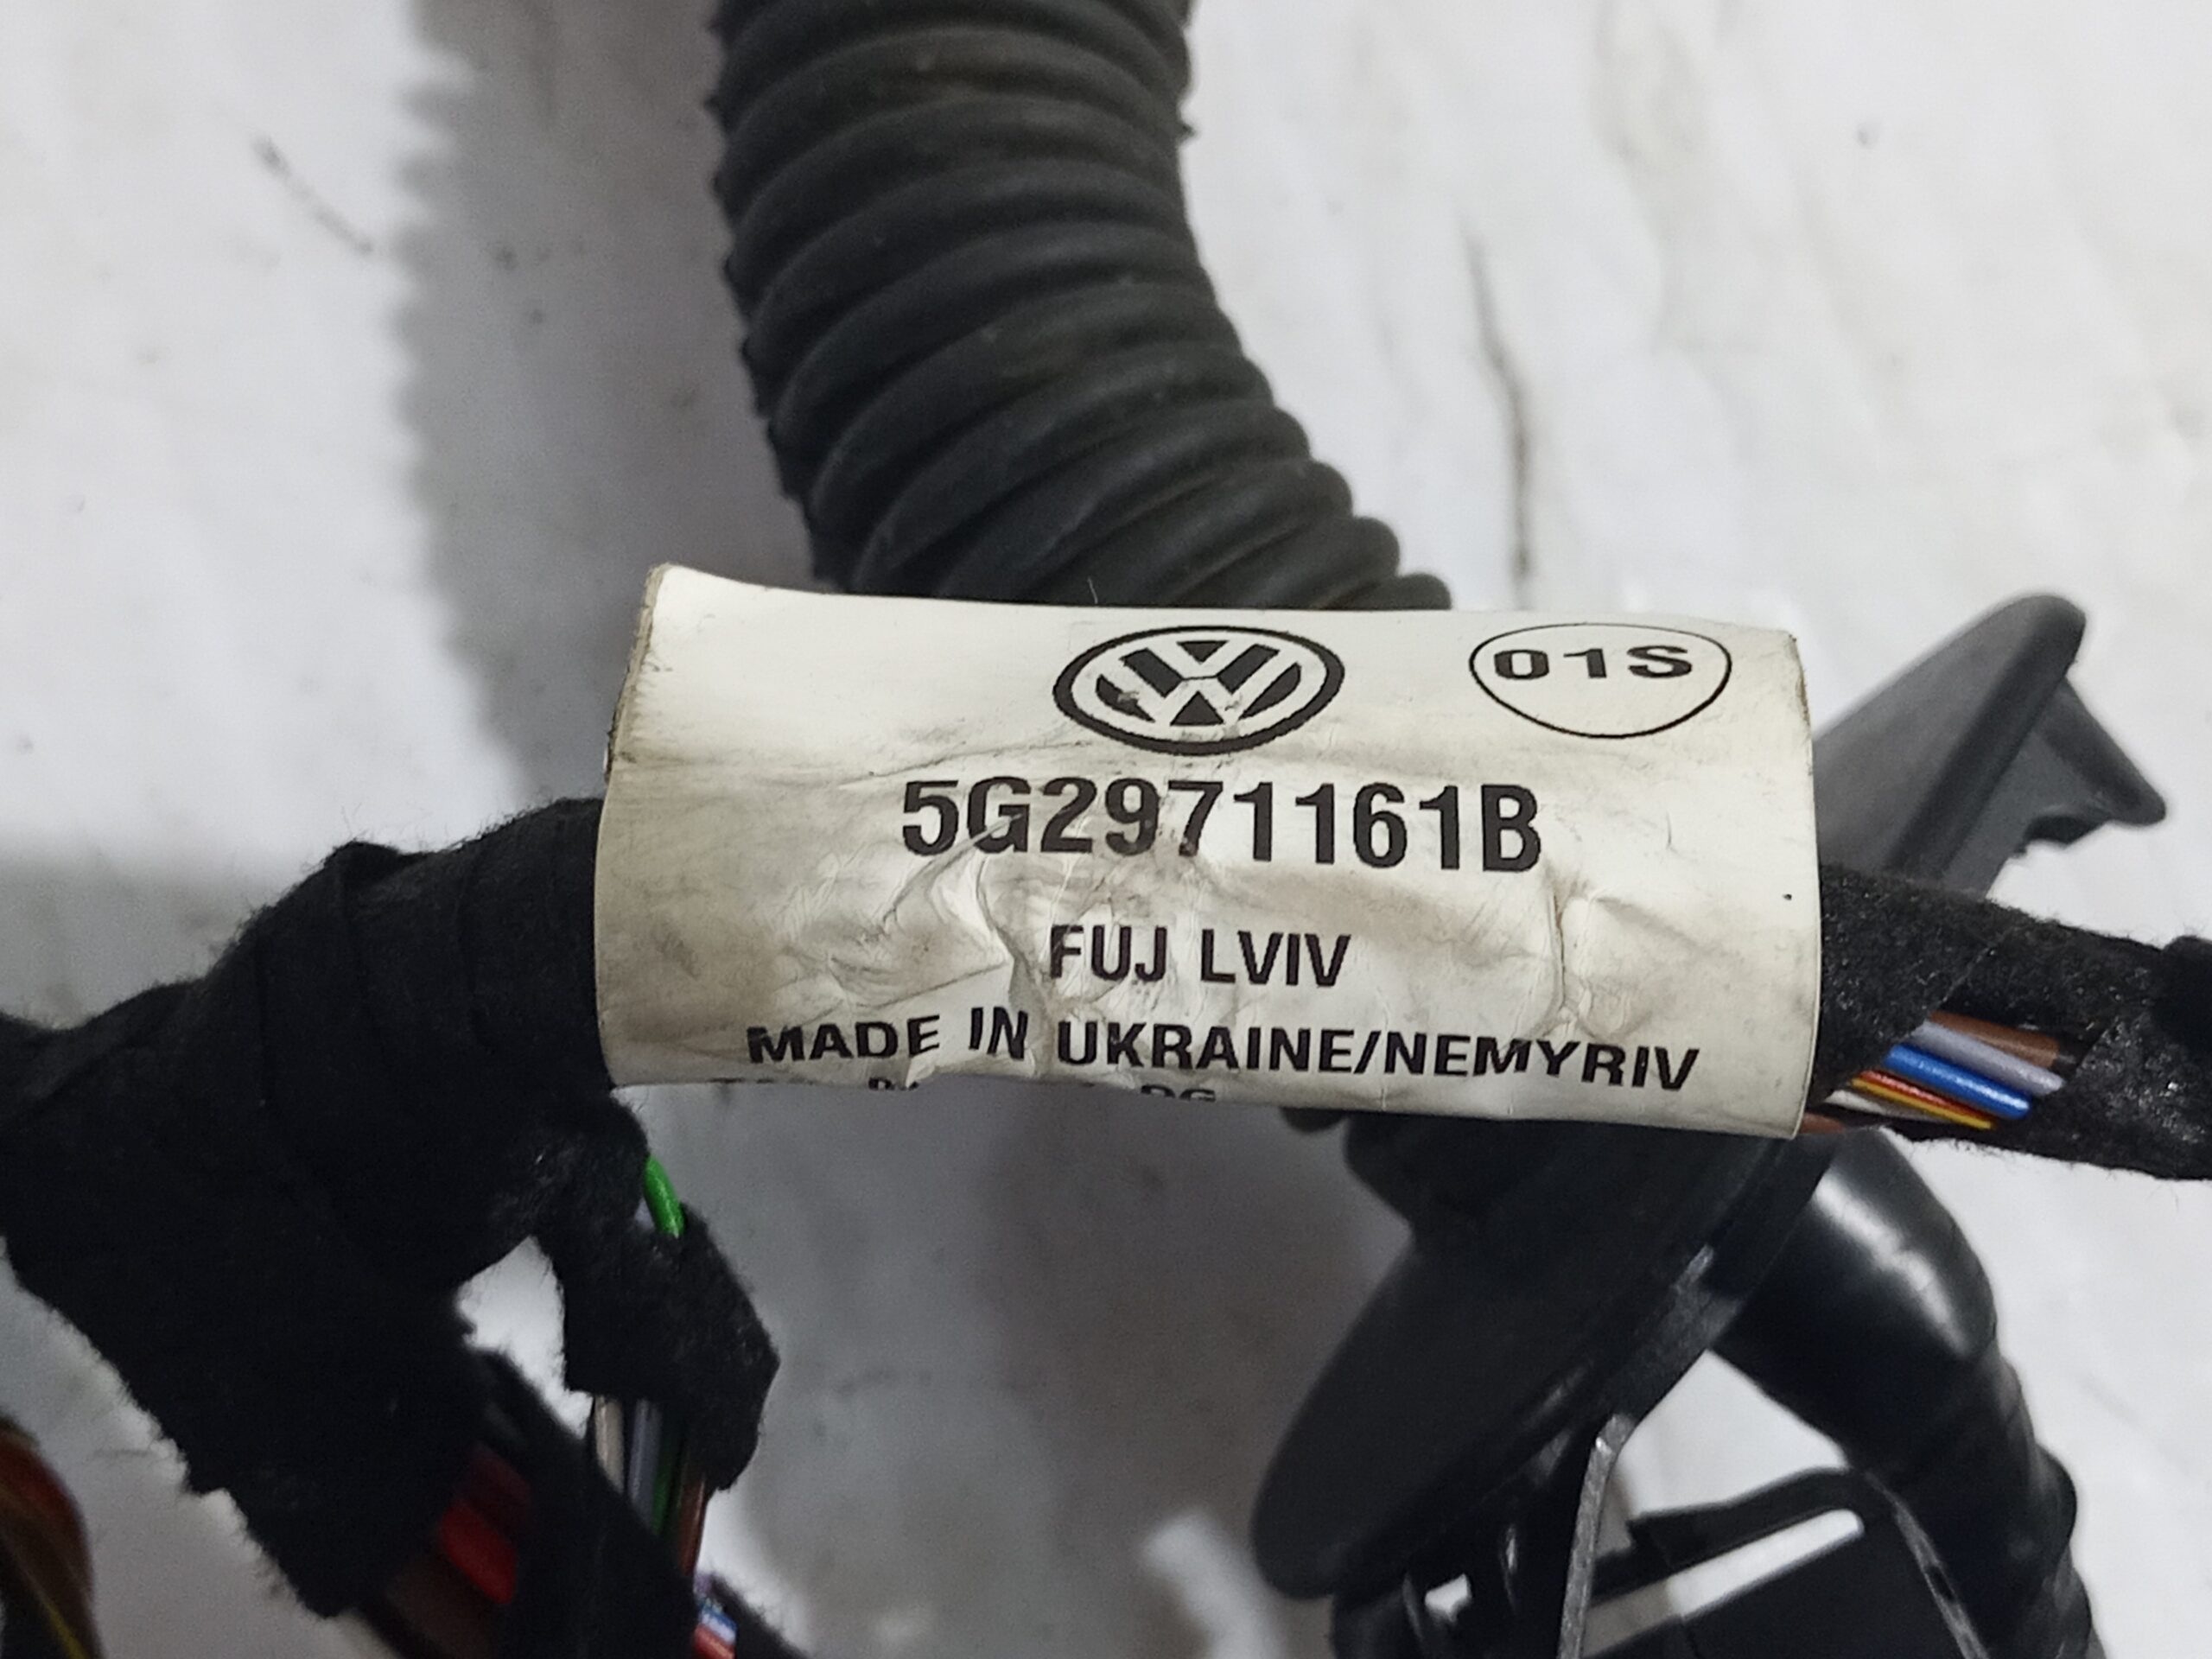 01S
5G2971161B
FUJ LVIV
MADE IN UKRAINE/NEMYRIV